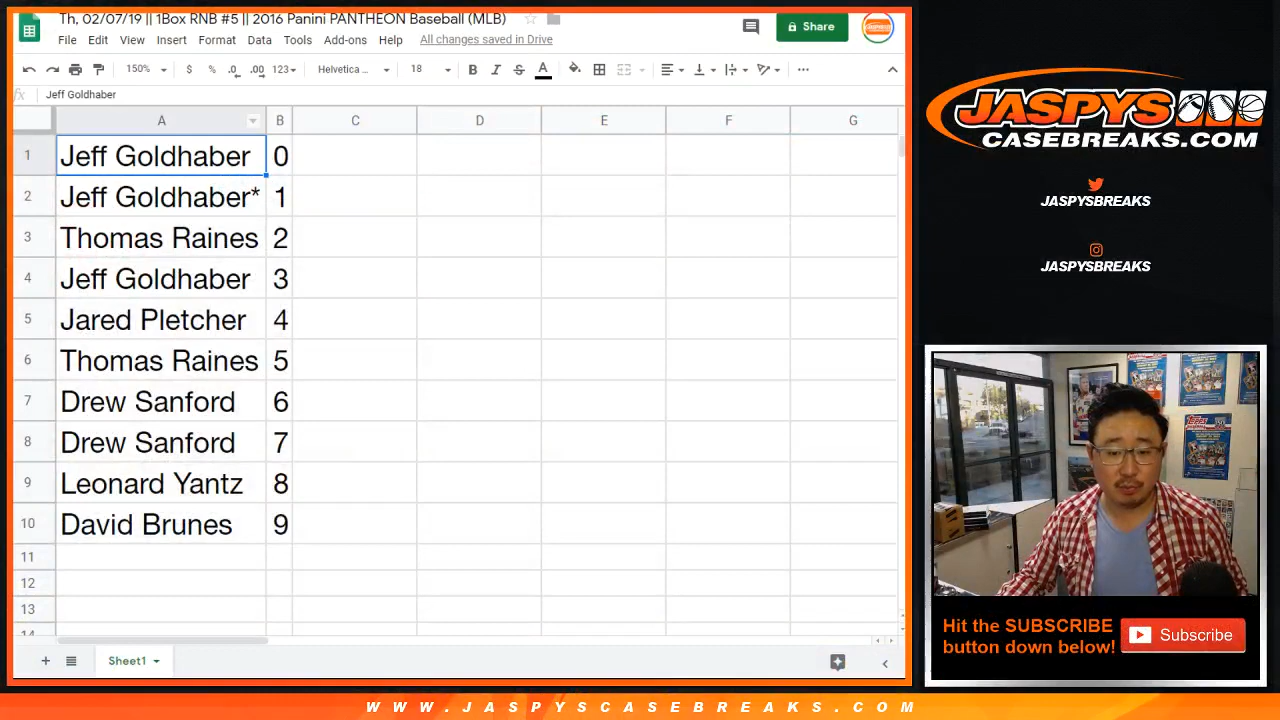 Th, 02/07/19 || 1Box RNB #5 || 2016 Panini PANTHEON Baseball (MLB)
File Edit View Format Data Tools Add-ons Help All changes saved in Drive
Share
150% $ % .0 .00 123 Helvetica ... 18 B I S A
fx Jeff Goldhaber
A B C D E F G
1 Jeff Goldhaber 0
2 Jeff Goldhaber* 1
3 Thomas Raines 2
4 Jeff Goldhaber 3
5 Jared Pletcher 4
6 Thomas Raines 5
7 Drew Sanford 6
8 Drew Sanford 7
9 Leonard Yantz 8
10 David Brunes 9
11
12
13
14
Sheet1
JASPYS
CASEBREAKS.COM
JASPYSBREAKS
JASPYSBREAKS
Hit the SUBSCRIBE
button down below!
Subscribe
WWW.JASPYSCASEBREAKS.COM